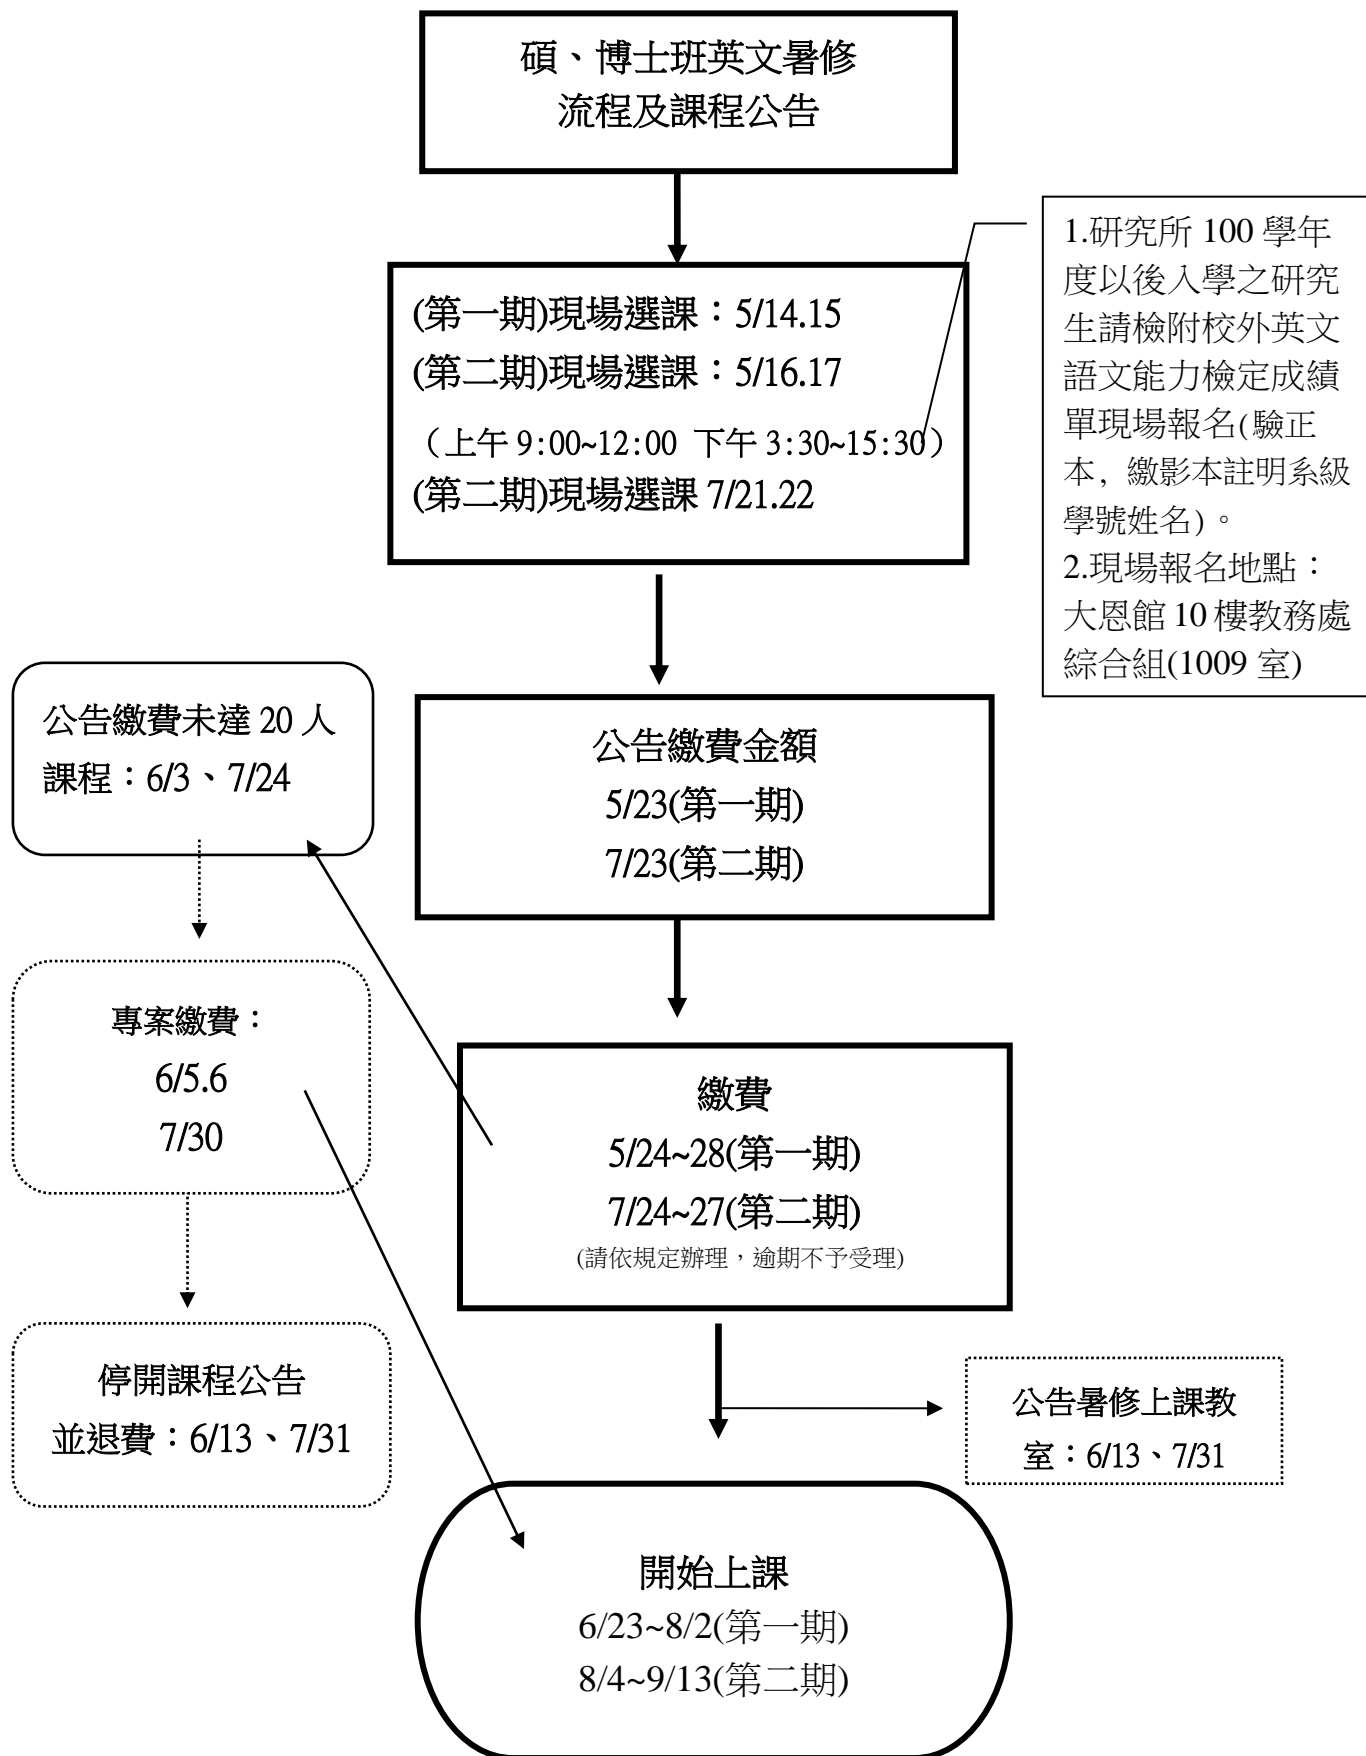 碩、博士班英文暑修
流程及課程公告
(第一期)現場選課：5/14.15
(第二期)現場選課：5/16.17
（上午 9:00~12:00 下午 3:30~15:30）
(第二期)現場選課 7/21.22
1.研究所 100 學年
度以後入學之研究
生請檢附校外英文
語文能力檢定成績
單現場報名(驗正
本, 繳影本註明系級
學號姓名)。
2.現場報名地點：
大恩館 10 樓教務處
綜合組(1009 室)
公告繳費金額
5/23(第一期)
7/23(第二期)
公告繳費未達 20 人
課程：6/3、7/24
專案繳費：
6/5.6
7/30
繳費
5/24~28(第一期)
7/24~27(第二期)
(請依規定辦理，逾期不予受理)
停開課程公告
並退費：6/13、7/31
公告暑修上課教
室：6/13、7/31
開始上課
6/23~8/2(第一期)
8/4~9/13(第二期)